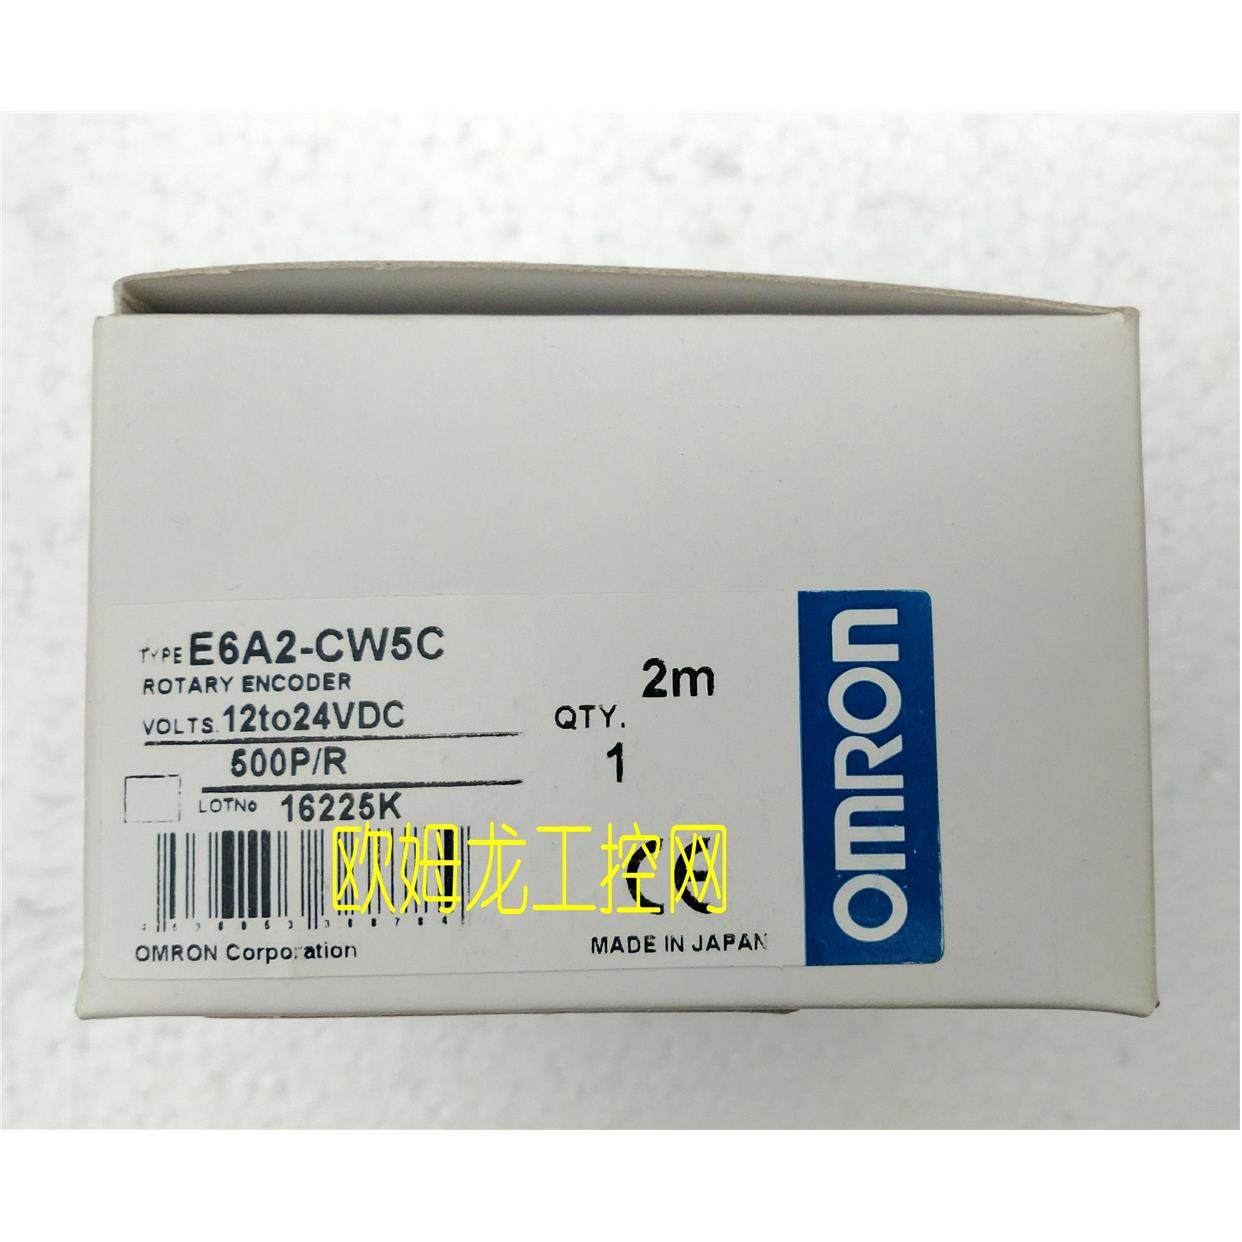 TYPE E6A2-CW5C
ROTARY ENCODER
2m
VOLTS. 12to24VDC
QTY.
500P/R
1
LOTNo 16225K
欧姆龙工控网
CE
OMRON Corporation
MADE IN JAPAN
OMRON